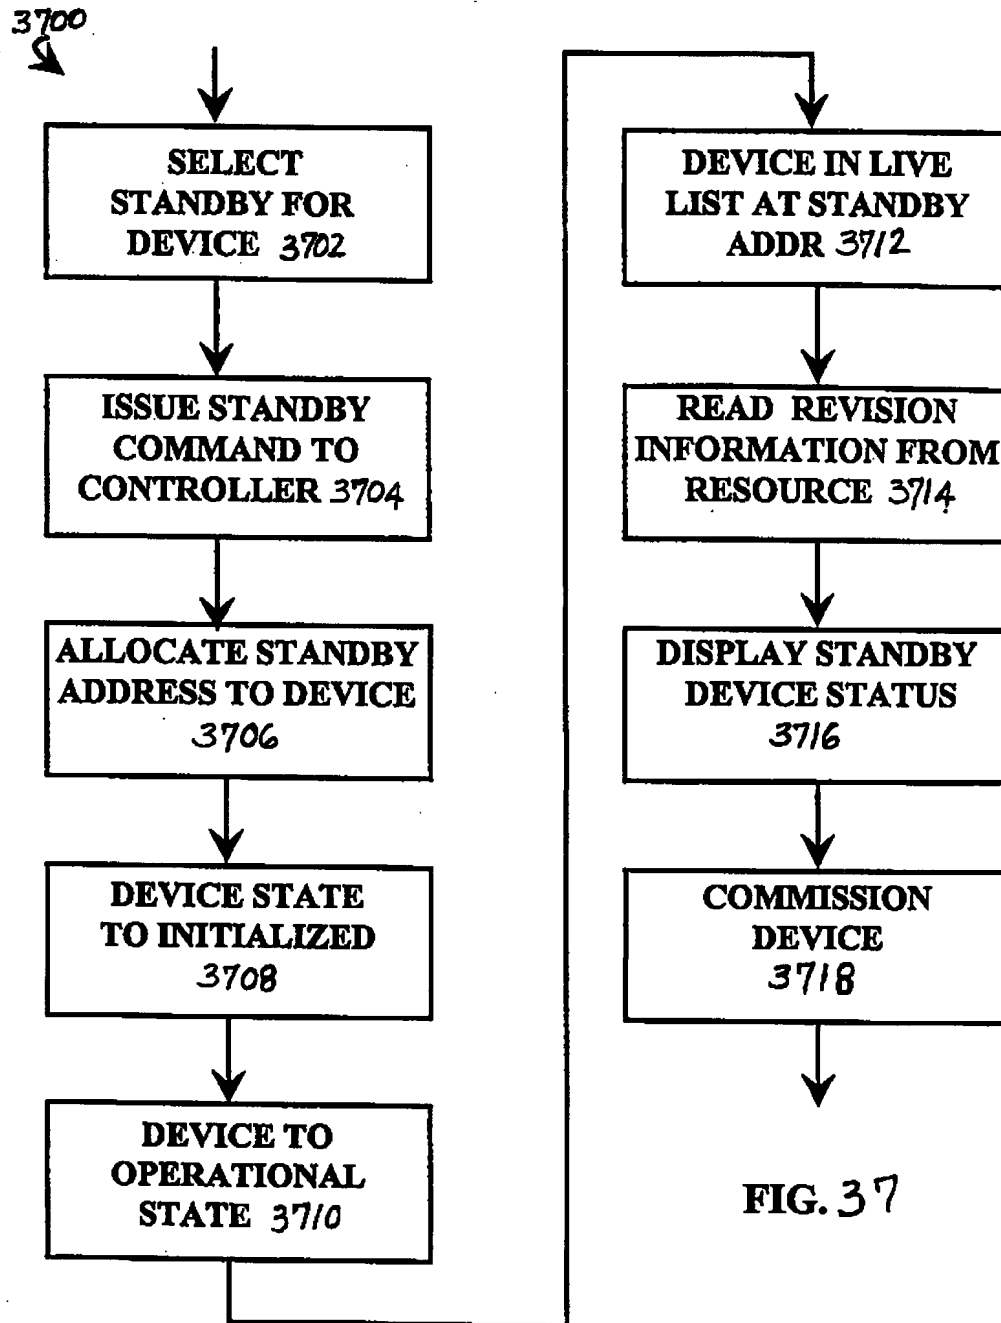 3700
SELECT
STANDBY FOR
DEVICE 3702
ISSUE STANDBY
COMMAND TO
CONTROLLER 3704
ALLOCATE STANDBY
ADDRESS TO DEVICE
3706
DEVICE STATE
TO INITIALIZED
3708
DEVICE TO
OPERATIONAL
STATE 3710
DEVICE IN LIVE
LIST AT STANDBY
ADDR 3712
READ REVISION
INFORMATION FROM
RESOURCE 3714
DISPLAY STANDBY
DEVICE STATUS
3716
COMMISSION
DEVICE
3718
FIG. 37